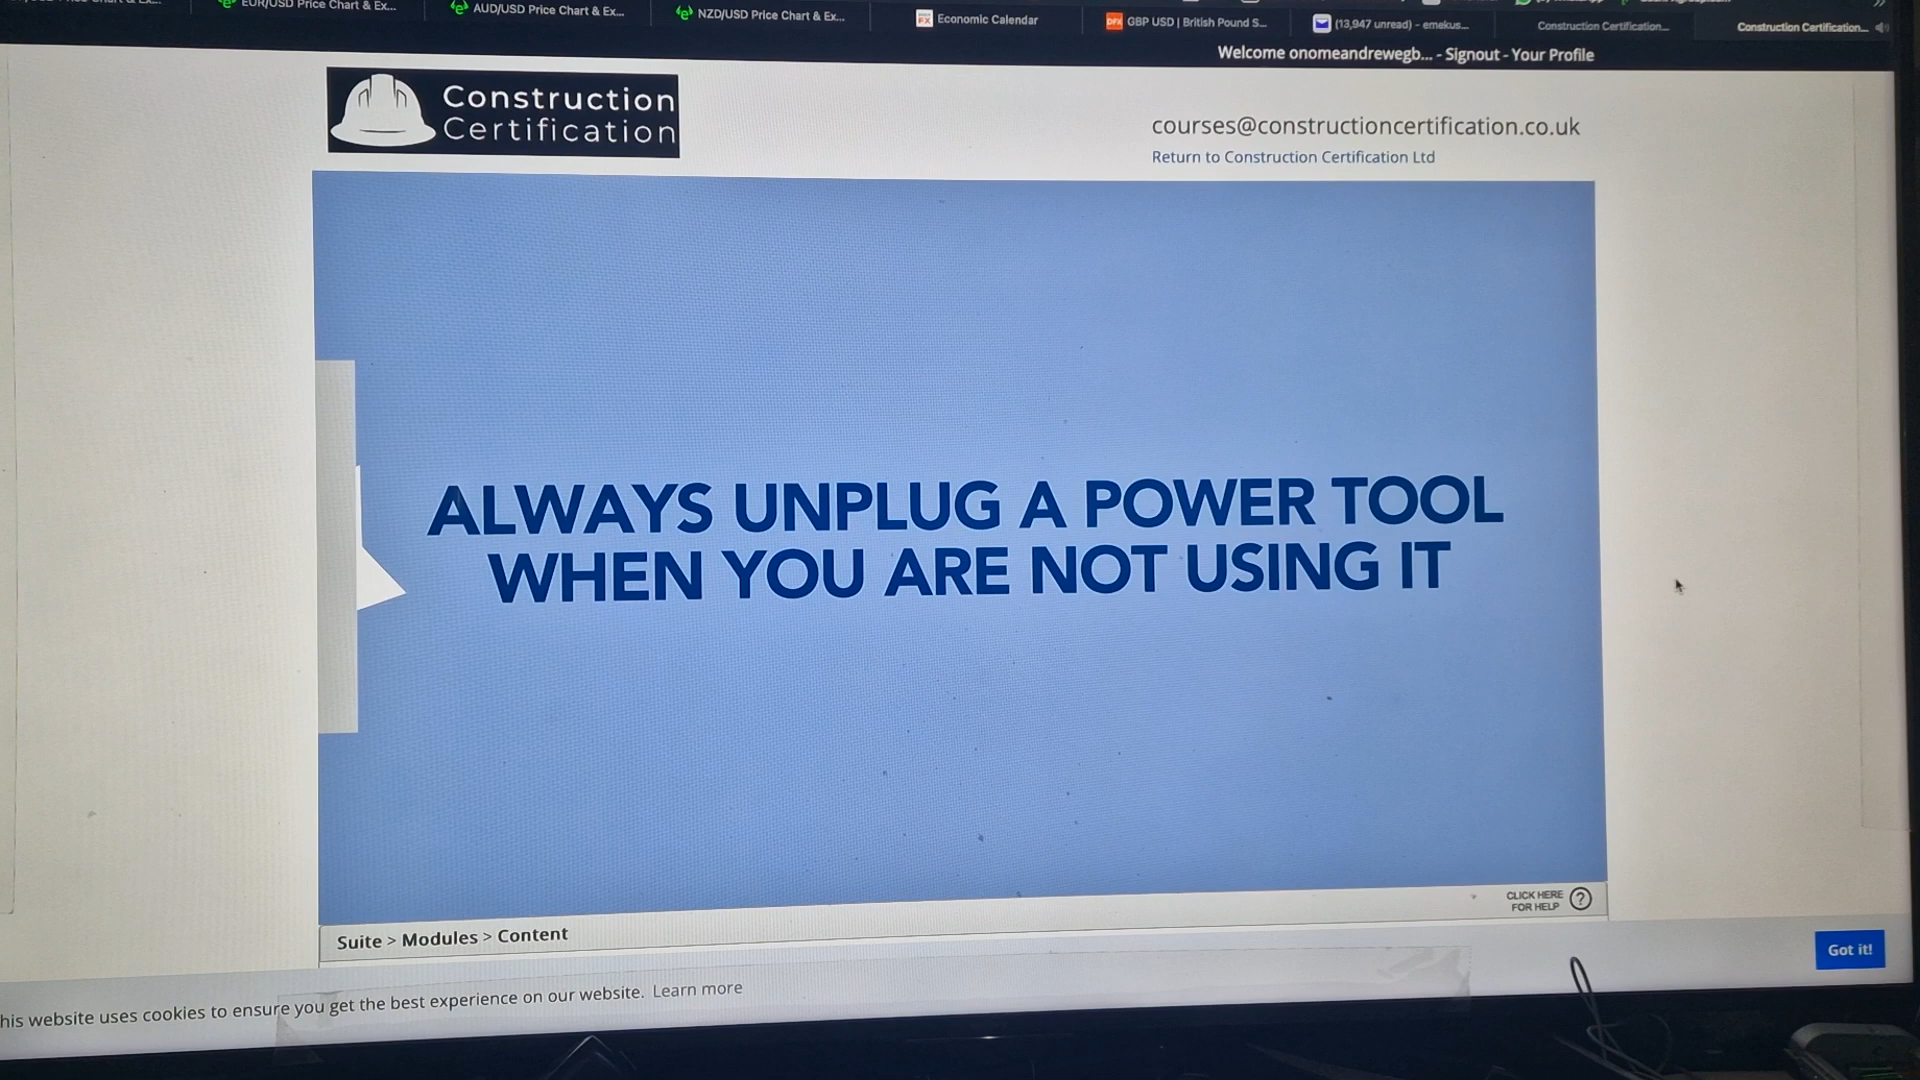 EUR/USD Price Chart & Ex...
AUD/USD Price Chart & Ex...
NZD/USD Price Chart & Ex...
Economic Calendar
GBP USD | British Pound S...
(13,947 unread) - emekus...
Construction Certification...
Construction Certification...
Welcome onomeandrewegb... - Signout - Your Profile
Construction
Certification
courses@constructioncertification.co.uk
Return to Construction Certification Ltd
ALWAYS UNPLUG A POWER TOOL
WHEN YOU ARE NOT USING IT
CLICK HERE
FOR HELP
Suite > Modules > Content
his website uses cookies to ensure you get the best experience on our website. Learn more
Got it!